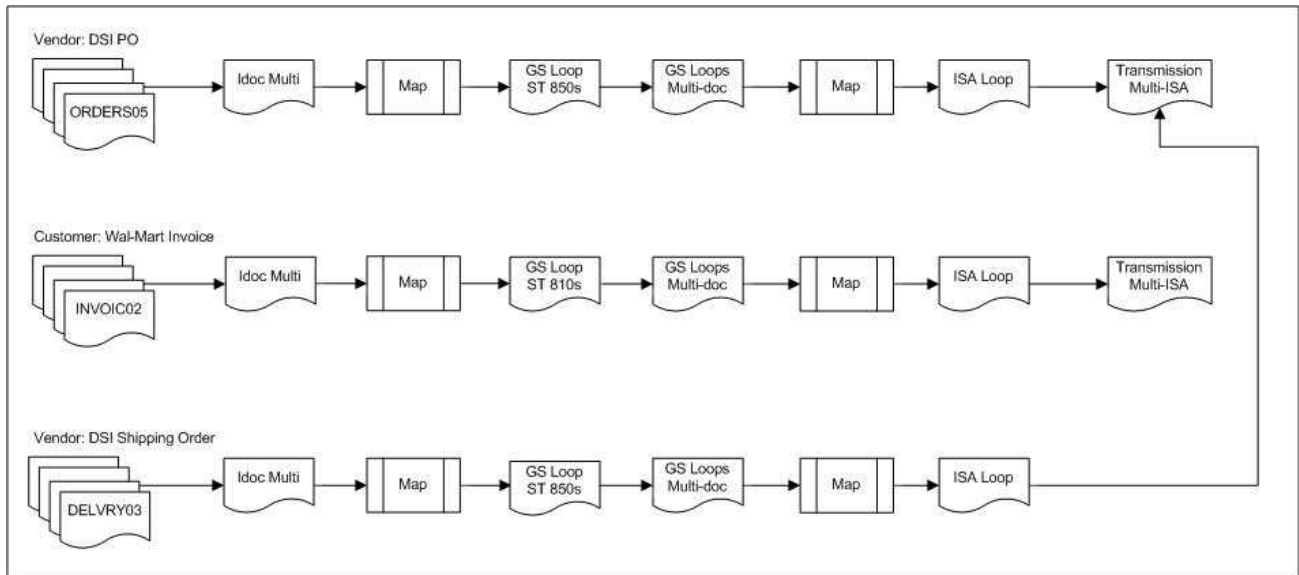 Vendor: DSI PO
ORDERS05
Idoc Multi
Map
GS Loop
ST 850s
GS Loops
Multi-doc
Map
ISA Loop
Transmission
Multi-ISA
Customer: Wal-Mart Invoice
INVOIC02
Idoc Multi
Map
GS Loop
ST 810s
GS Loops
Multi-doc
Map
ISA Loop
Transmission
Multi-ISA
Vendor: DSI Shipping Order
DELVRY03
Idoc Multi
Map
GS Loop
ST 850s
GS Loops
Multi-doc
Map
ISA Loop